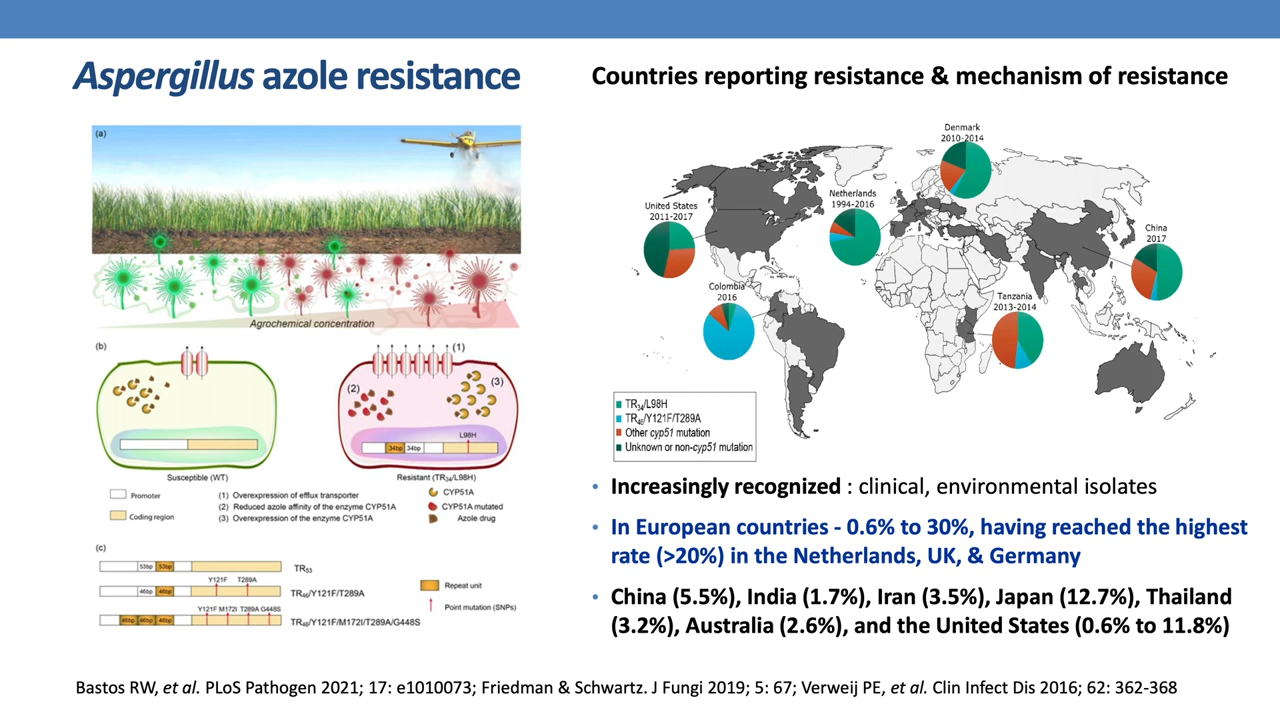 Aspergillus azole resistance
(a)
Agrochemical concentration
(b)
(1)
(2)
(3)
34bp 34bp
L98H
Susceptible (WT)
Resistant (TR34/L98H)
Promoter
Coding region
(1) Overexpression of efflux transporter
(2) Reduced azole affinity of the enzyme CYP51A
(3) Overexpression of the enzyme CYP51A
CYP51A
CYP51A mutated
Azole drug
(c)
53bp 53bp
TR53
Y121F T289A
46bp 46bp
TR46/Y121F/T289A
Y121F M172I T289A G448S
46bp 46bp 46bp
TR46/Y121F/M172I/T289A/G448S
Repeat unit
Point mutation (SNPs)
Countries reporting resistance & mechanism of resistance
Denmark
2010-2014
Netherlands
1994-2016
United States
2011-2017
China
2017
Colombia
2016
Tanzania
2013-2014
TR34/L98H
TR46/Y121F/T289A
Other cyp51 mutation
Unknown or non-cyp51 mutation
• Increasingly recognized : clinical, environmental isolates
• In European countries - 0.6% to 30%, having reached the highest
rate (>20%) in the Netherlands, UK, & Germany
• China (5.5%), India (1.7%), Iran (3.5%), Japan (12.7%), Thailand
(3.2%), Australia (2.6%), and the United States (0.6% to 11.8%)
Bastos RW, et al. PLoS Pathogen 2021; 17: e1010073; Friedman & Schwartz. J Fungi 2019; 5: 67; Verweij PE, et al. Clin Infect Dis 2016; 62: 362-368